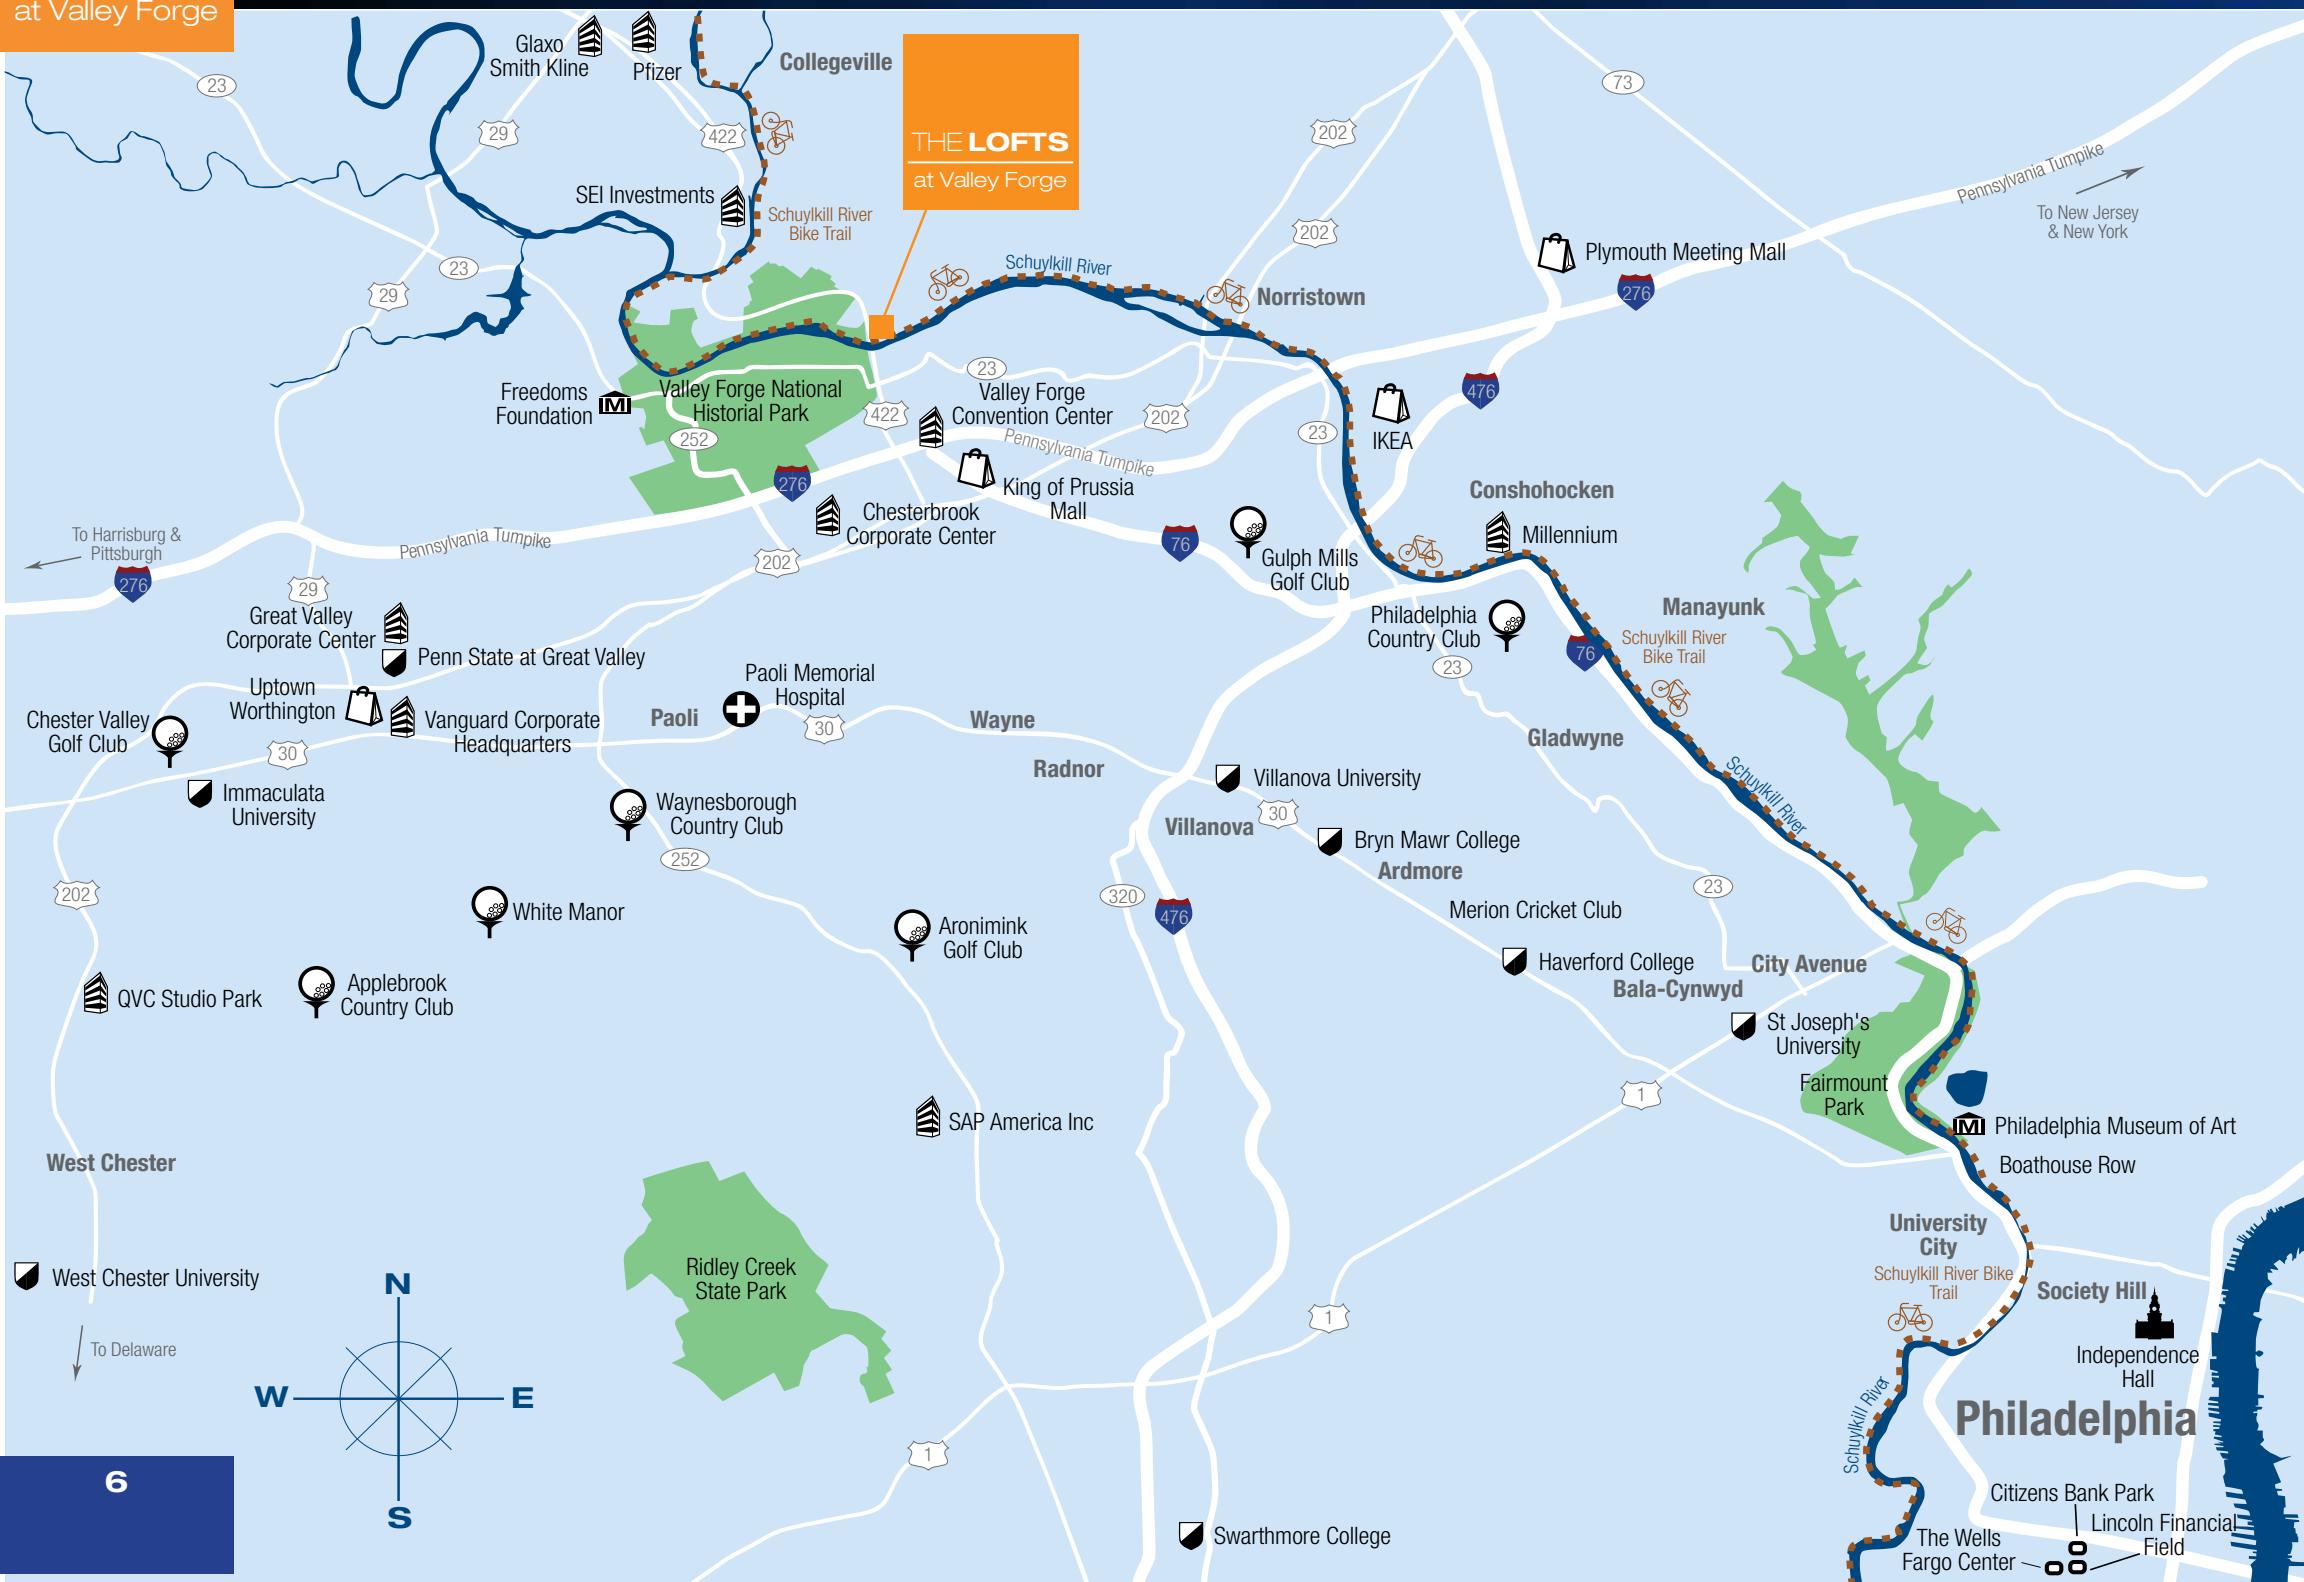 at Valley Forge
Glaxo
Smith Kline
Pfizer
Collegeville
THE LOFTS
at Valley Forge
23
29
422
202
73
Pennsylvania Tumpike
To New Jersey
& New York
SEI Investments
Schuylkill River
Bike Trail
202
Plymouth Meeting Mall
276
23
29
Schuylkill River
Norristown
Freedoms
Foundation
Valley Forge National
Historial Park
252
422
23
Valley Forge
Convention Center
202
23
IKEA
476
Pennsylvania Tumpike
276
King of Prussia
Mall
Chesterbrook
Corporate Center
Conshohocken
Millennium
To Harrisburg &
Pittsburgh
276
Pennsylvania Tumpike
202
76
Gulph Mills
Golf Club
29
Great Valley
Corporate Center
Penn State at Great Valley
Philadelphia
Country Club
76
Manayunk
Schuylkill River
Bike Trail
23
Uptown
Worthington
Vanguard Corporate
Headquarters
Paoli
Paoli Memorial
Hospital
30
Wayne
Gladwyne
Chester Valley
Golf Club
30
Radnor
Villanova University
Schuylkill River
Immaculata
University
Waynesborough
Country Club
Villanova
30
Bryn Mawr College
Ardmore
252
202
320
476
23
White Manor
Aronimink
Golf Club
Merion Cricket Club
Haverford College
City Avenue
Bala-Cynwyd
QVC Studio Park
Applebrook
Country Club
St Joseph's
University
1
Fairmount
Park
SAP America Inc
Philadelphia Museum of Art
Boathouse Row
West Chester
University
City
Schuylkill River Bike
Trail
Ridley Creek
State Park
West Chester University
Society Hill
1
To Delaware
Independence
Hall
Schuylkill River
Philadelphia
N
W
E
S
1
6
Citizens Bank Park
Lincoln Financial
Field
The Wells
Fargo Center
Swarthmore College